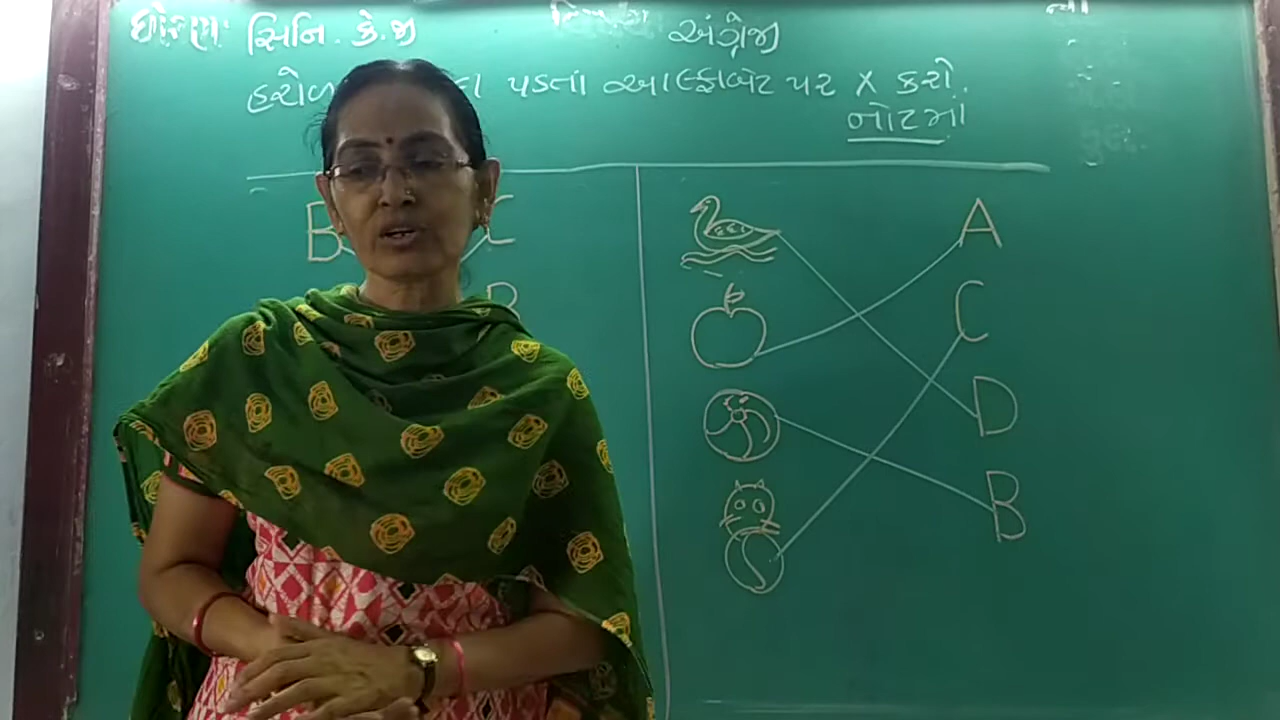 ધોરણ: સિનિ. કે.જી
અંગ્રેજી
પડતા આલ્ફાબેટ પર X કરો.
નોટમાં
B C
B
A
C
D
B